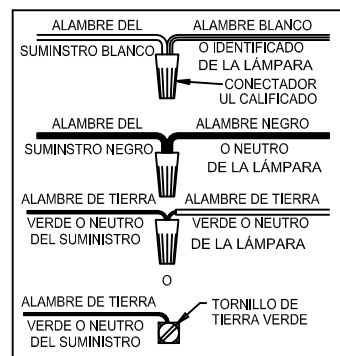 ALAMBRE DEL ALAMBRE BLANCO
SUMINSTRO BLANCO O IDENTIFICADO
DE LA LÁMPARA
CONECTADOR
UL CALIFICADO
ALAMBRE DEL ALAMBRE NEGRO
SUMINSTRO NEGRO O NEUTRO
DE LA LÁMPARA
ALAMBRE DE TIERRA ALAMBRE DE TIERRA
VERDE O NEUTRO VERDE O NEUTRO
DEL SUMINISTRO DE LA LÁMPARA
O
ALAMBRE DE TIERRA TORNILLO DE
VERDE O NEUTRO TIERRA VERDE
DEL SUMINISTRO